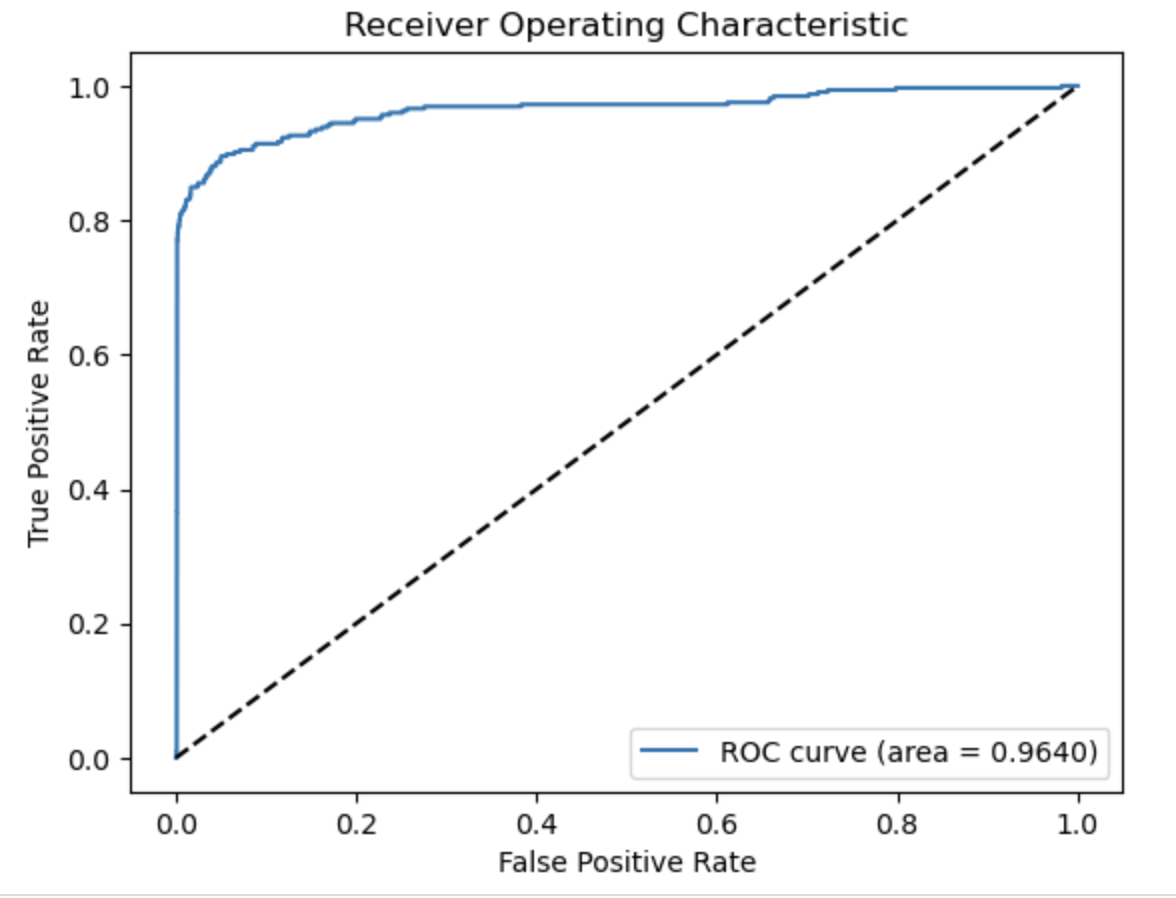 Receiver Operating Characteristic
True Positive Rate
1.0
0.8
0.6
0.4
0.2
0.0
ROC curve (area = 0.9640)
0.0 0.2 0.4 0.6 0.8 1.0
False Positive Rate